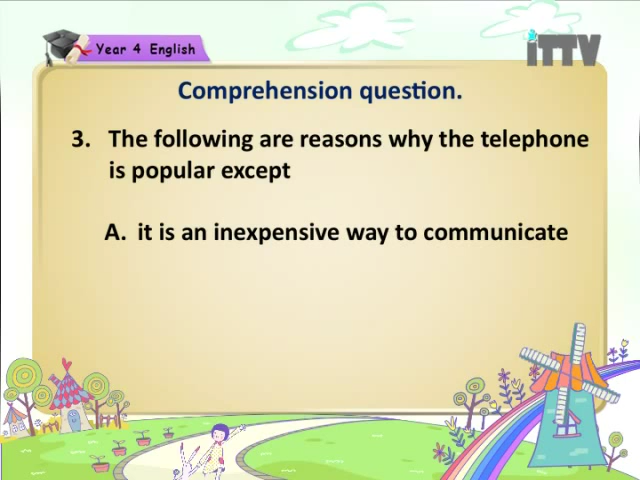 Year 4 English
iTTV
Comprehension question.
3. The following are reasons why the telephone
is popular except
A. it is an inexpensive way to communicate